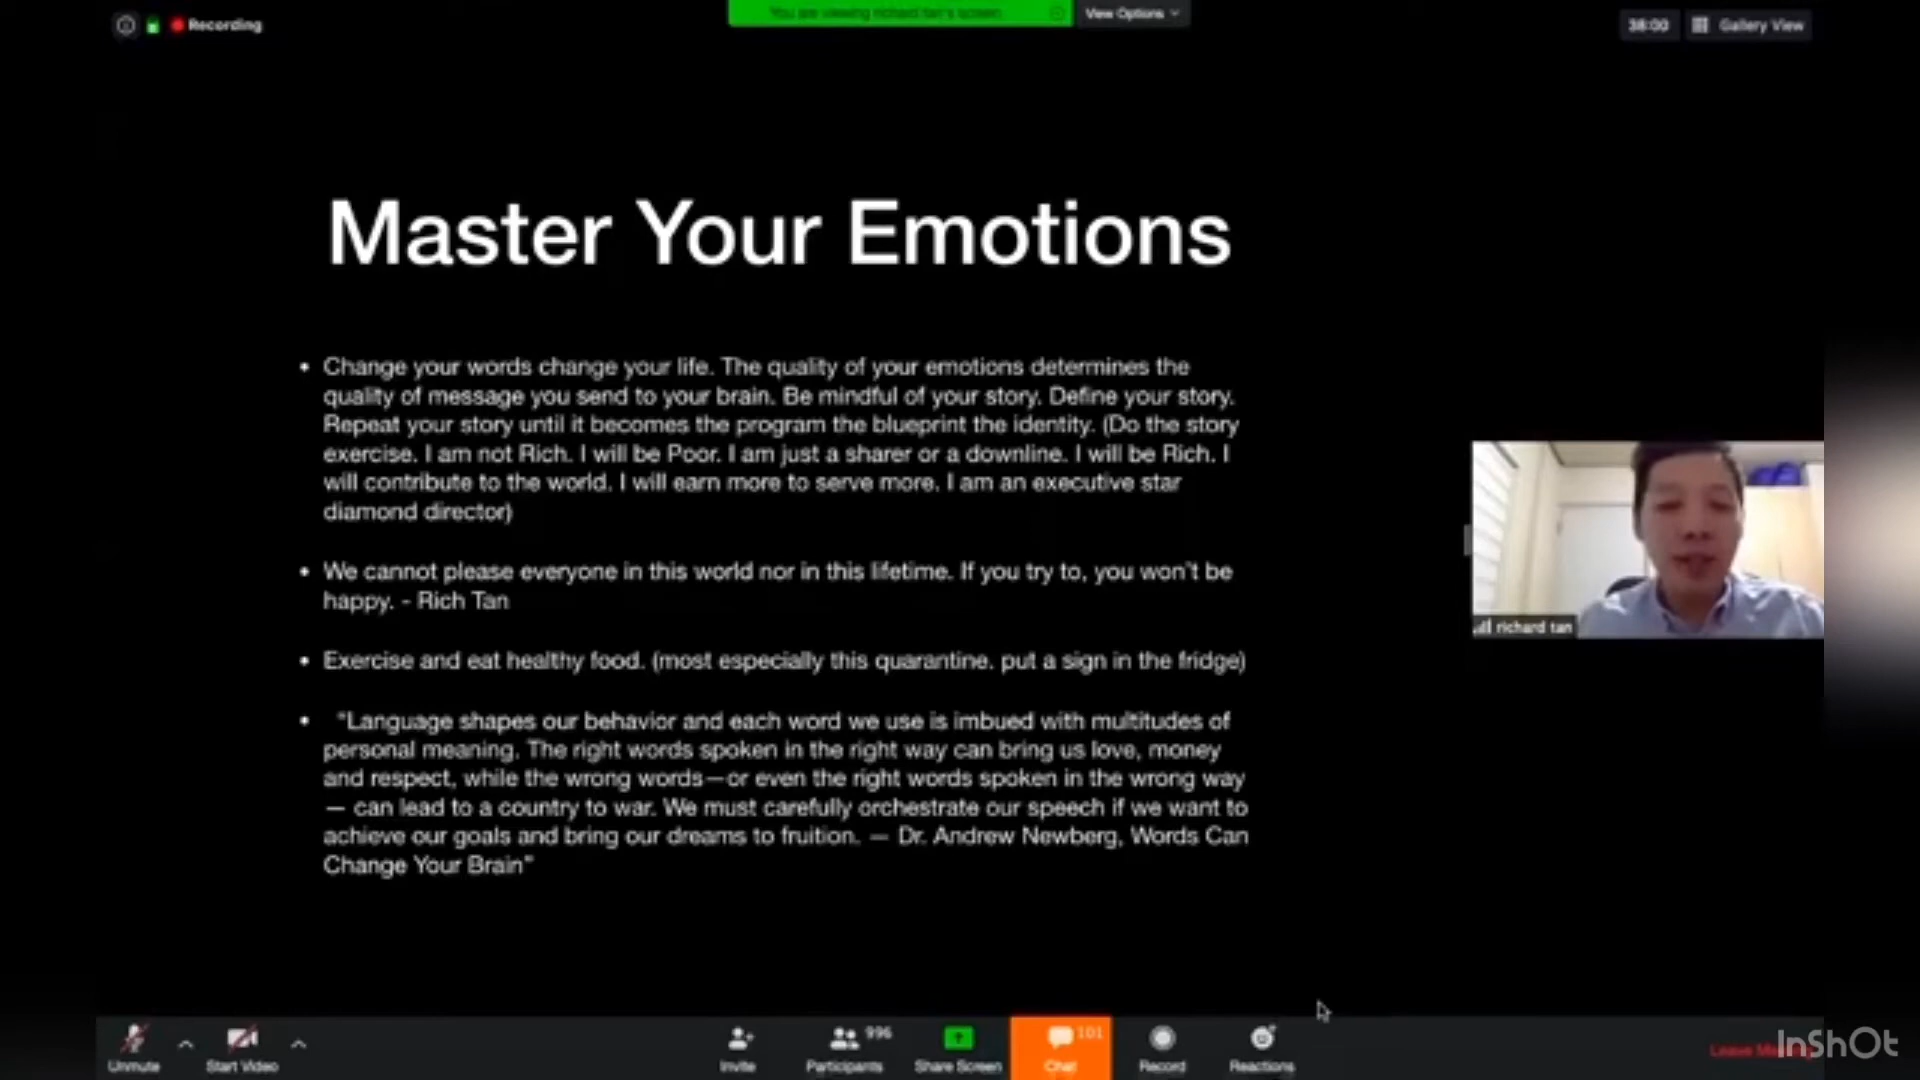 Recording
You are viewing richard tan's screen
View Options
38:00
Gallery View
Master Your Emotions
• Change your words change your life. The quality of your emotions determines the
quality of message you send to your brain. Be mindful of your story. Define your story.
Repeat your story until it becomes the program the blueprint the identity. (Do the story
exercise. I am not Rich. I will be Poor. I am just a sharer or a downline. I will be Rich. I
will contribute to the world. I will earn more to serve more. I am an executive star
diamond director)
• We cannot please everyone in this world nor in this lifetime. If you try to, you won't be
happy. - Rich Tan
• Exercise and eat healthy food. (most especially this quarantine. put a sign in the fridge)
• "Language shapes our behavior and each word we use is imbued with multitudes of
personal meaning. The right words spoken in the right way can bring us love, money
and respect, while the wrong words—or even the right words spoken in the wrong way
— can lead to a country to war. We must carefully orchestrate our speech if we want to
achieve our goals and bring our dreams to fruition. — Dr. Andrew Newberg, Words Can
Change Your Brain"
richard tan
Unmute
Start Video
Invite
996
Participants
Share Screen
101
Chat
Record
Reactions
Leave
InShOt